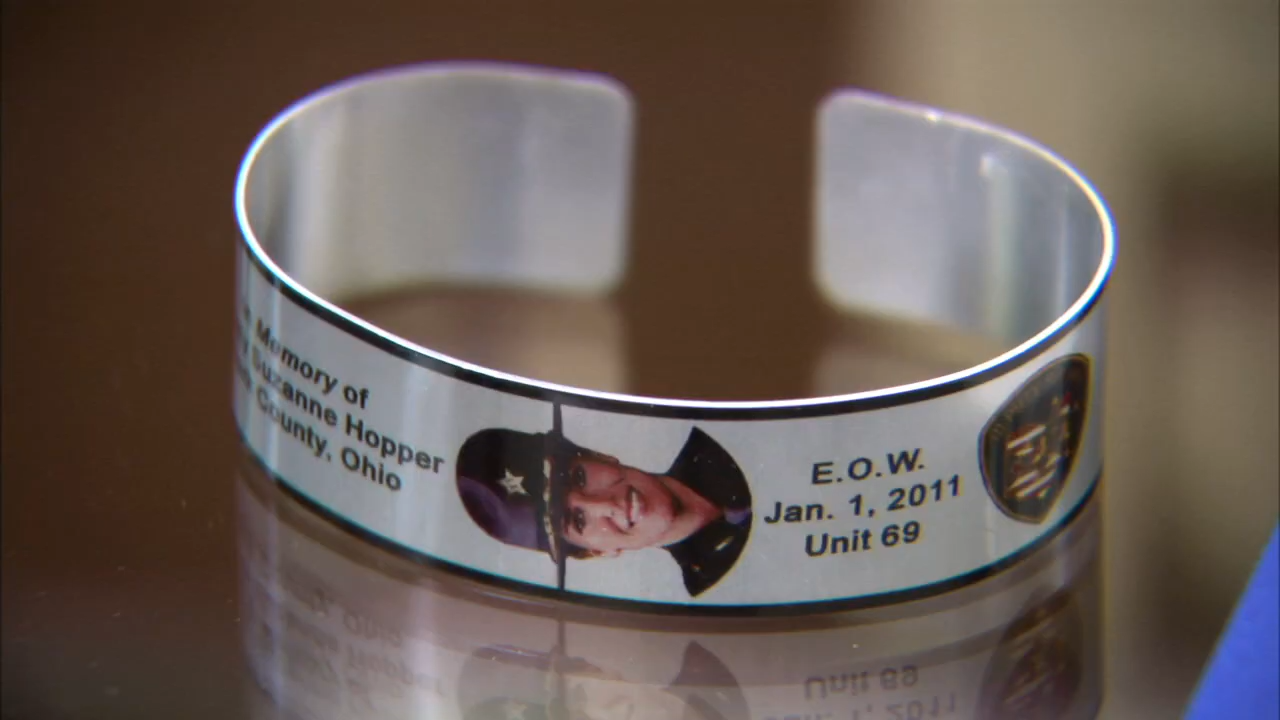 Memory of
Suzanne Hopper
County, Ohio
E.O.W.
Jan. 1, 2011
Unit 69